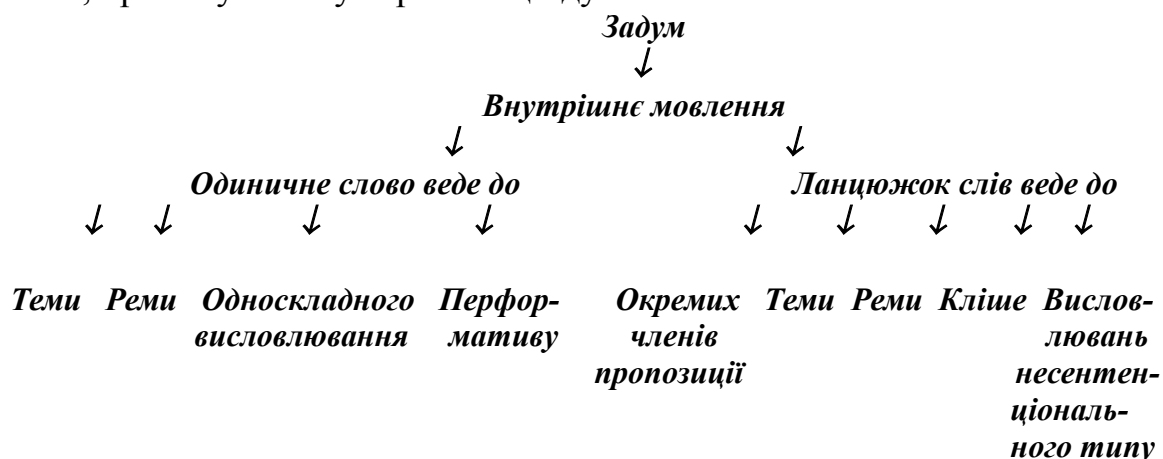 Задум
Внутрішнє мовлення
Одиничне слово веде до Ланцюжок слів веде до
Теми Реми Односкладного Перфор- Окремих Теми Реми Кліше Вислов-
висловлювання мативу членів лювань
пропозиції несентен-
ціональ-
ного типу